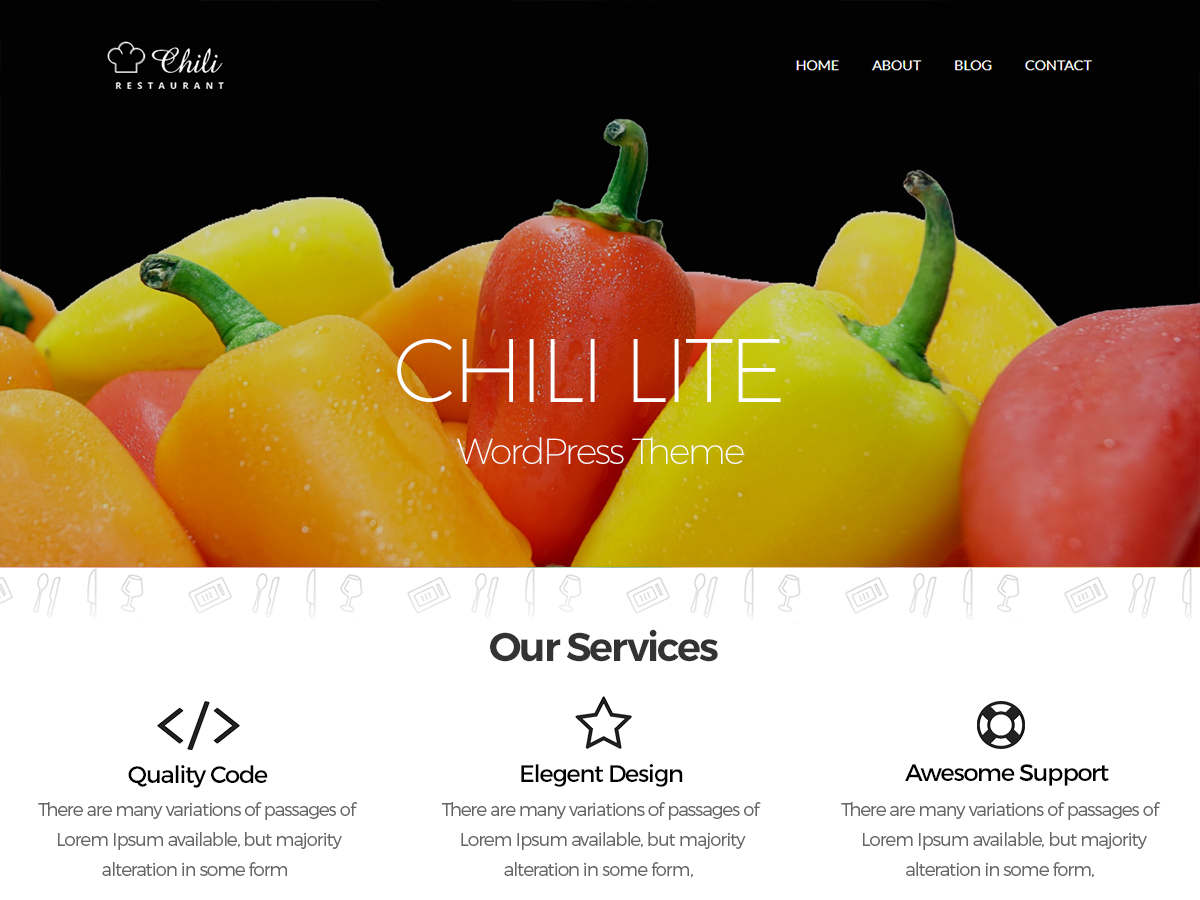 Chili
RESTAURANT
HOME ABOUT BLOG CONTACT
CHILI LITE
WordPress Theme
Our Services
Quality Code
There are many variations of passages of
Lorem Ipsum available, but majority
alteration in some form
Elegent Design
There are many variations of passages of
Lorem Ipsum available, but majority
alteration in some form,
Awesome Support
There are many variations of passages of
Lorem Ipsum available, but majority
alteration in some form,